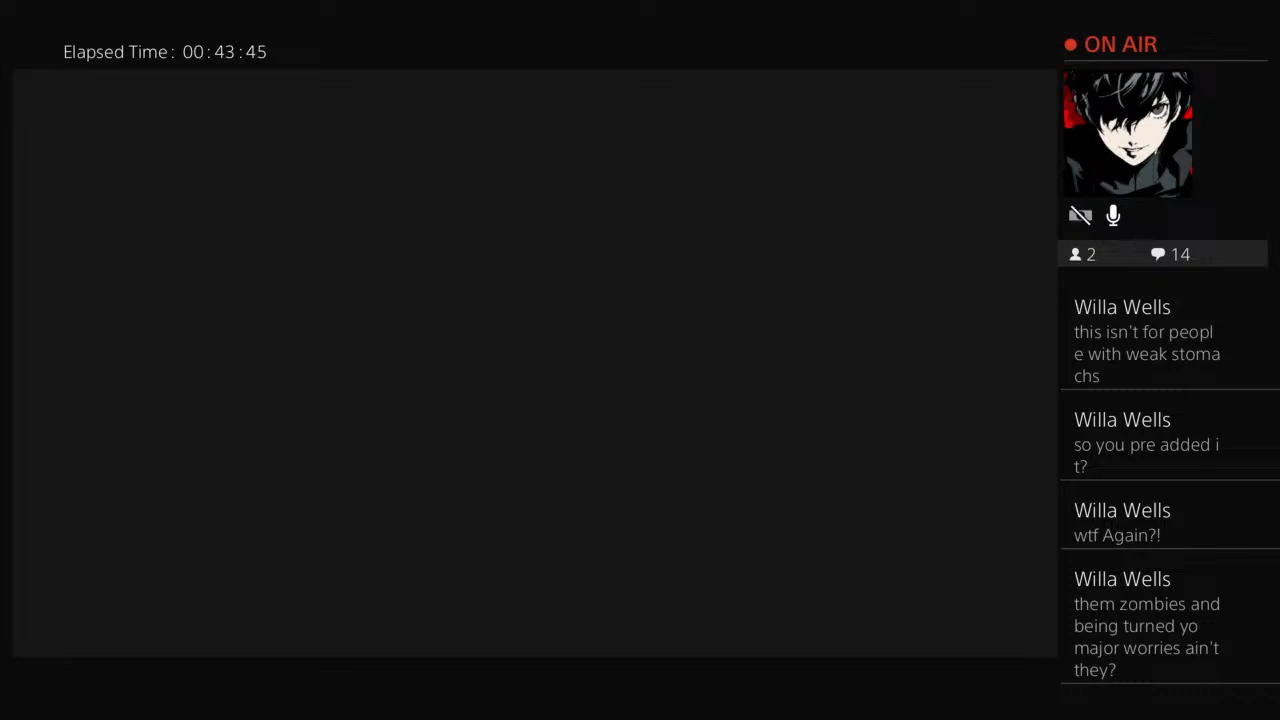 Elapsed Time: 00:43:45
ON AIR
2 14
Willa Wells
this isn't for peopl
e with weak stoma
chs
Willa Wells
so you pre added i
t?
Willa Wells
wtf Again?!
Willa Wells
them zombies and
being turned yo
major worries ain't
they?